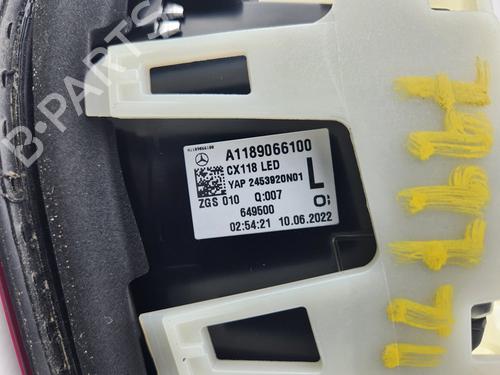 B-PARTS
A1189066100
CX118 LED
YAP 2453920N01
L
ZGS 010 Q:007
649500
02:54:21 10.06.2022